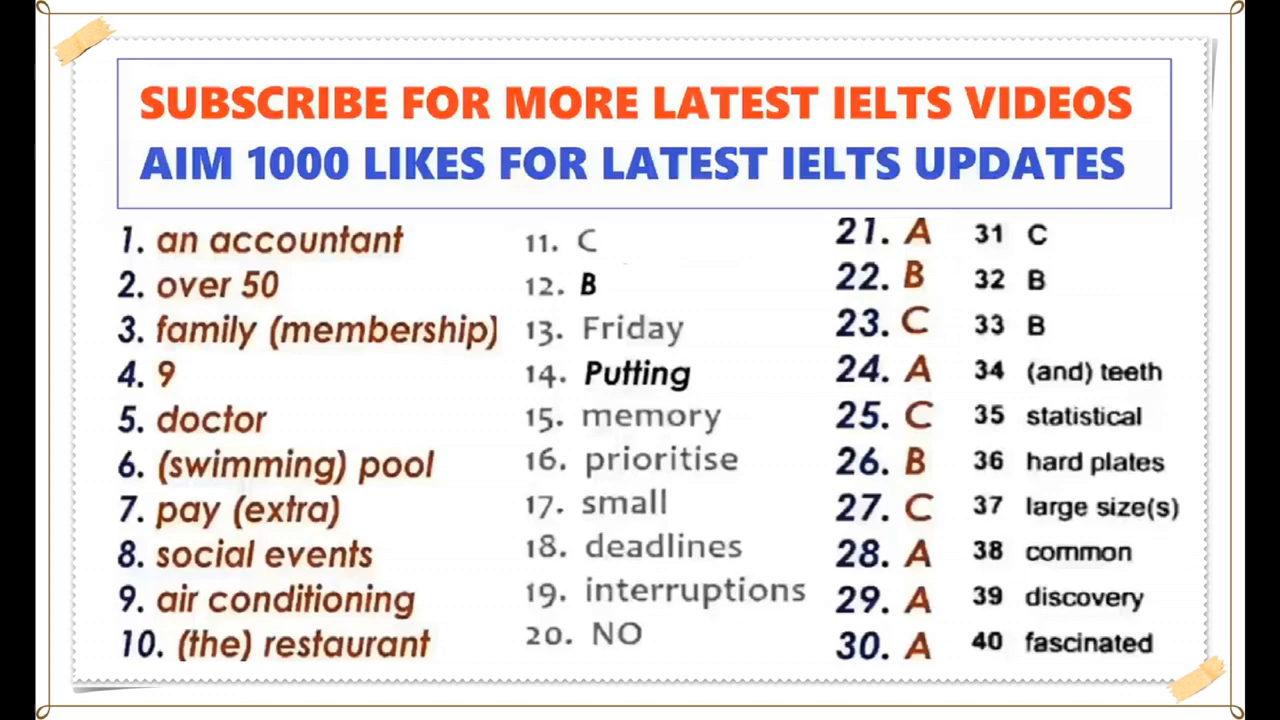 SUBSCRIBE FOR MORE LATEST IELTS VIDEOS
AIM 1000 LIKES FOR LATEST IELTS UPDATES
1. an accountant
2. over 50
3. family (membership)
4. 9
5. doctor
6. (swimming) pool
7. pay (extra)
8. social events
9. air conditioning
10. (the) restaurant
11. C
12. B
13. Friday
14. Putting
15. memory
16. prioritise
17. small
18. deadlines
19. interruptions
20. NO
21. A
22. B
23. C
24. A
25. C
26. B
27. C
28. A
29. A
30. A
31 C
32 B
33 B
34 (and) teeth
35 statistical
36 hard plates
37 large size(s)
38 common
39 discovery
40 fascinated